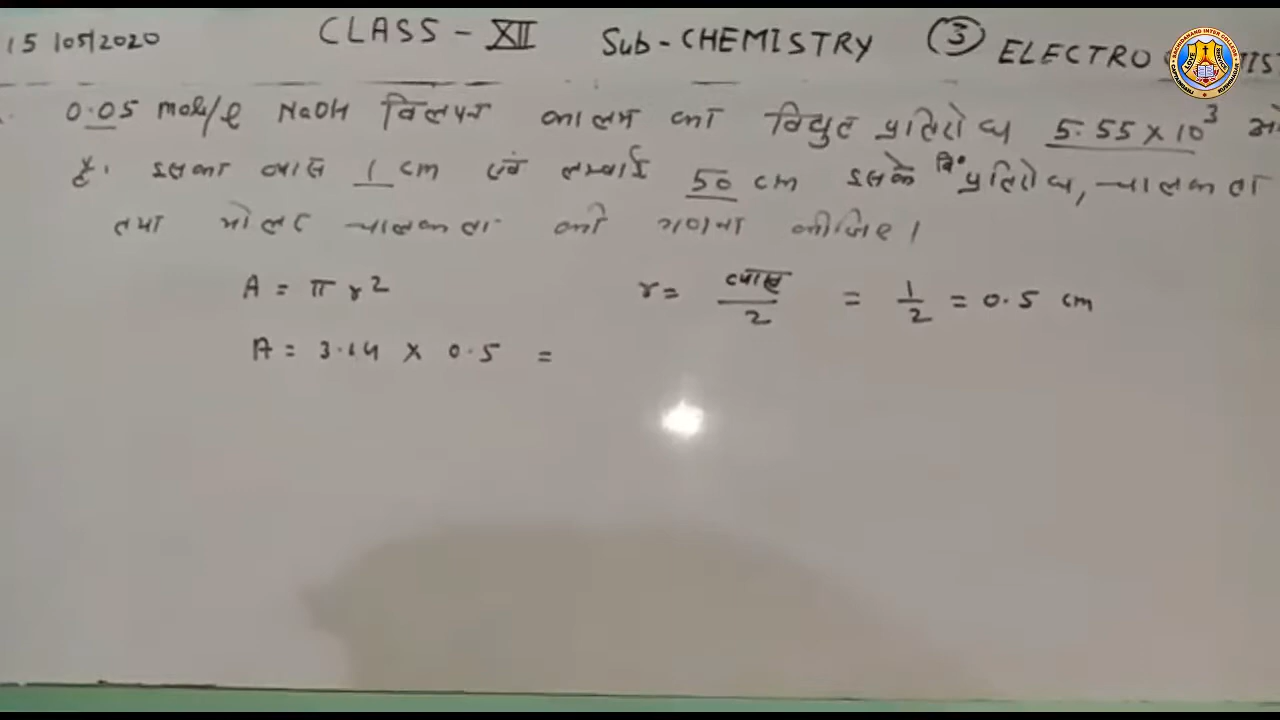 15/05/2020 CLASS - XII Sub - CHEMISTRY (3) ELECTRO
0.05 mol/l NaOH विलयन कालम का विद्युत प्रतिरोध 5.55 × 10³
है. इसका व्यास 1 cm एवं लम्बाई 50 cm इसके वि॰ प्रतिरोध, चालकता
तथा मोलर चालकता की गणना कीजिए।
A = π r² r = व्यास/2 = 1/2 = 0.5 cm
A = 3.14 × 0.5 =